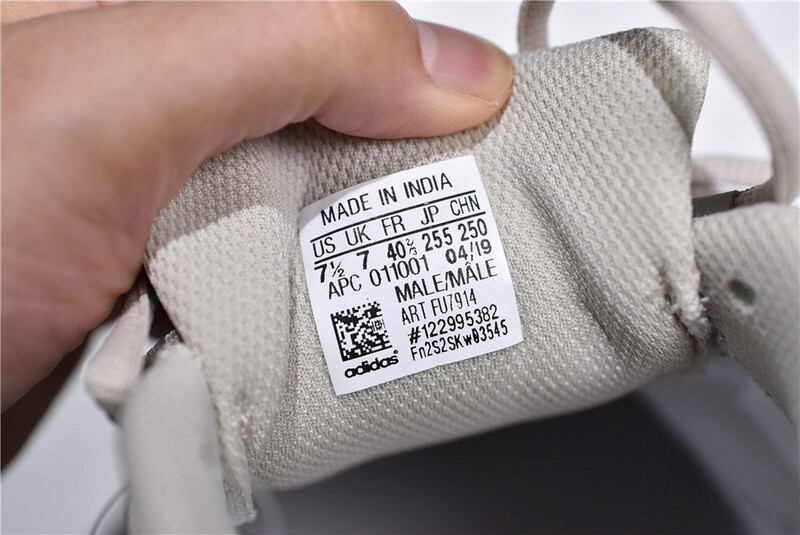 MADE IN INDIA
US UK FR JP CHN
7½ 7 40⅔ 255 250
APC 011001 04/19
MALE/MÂLE
ART FU7914
#122995382
Fn2S2SKw03545
adidas®